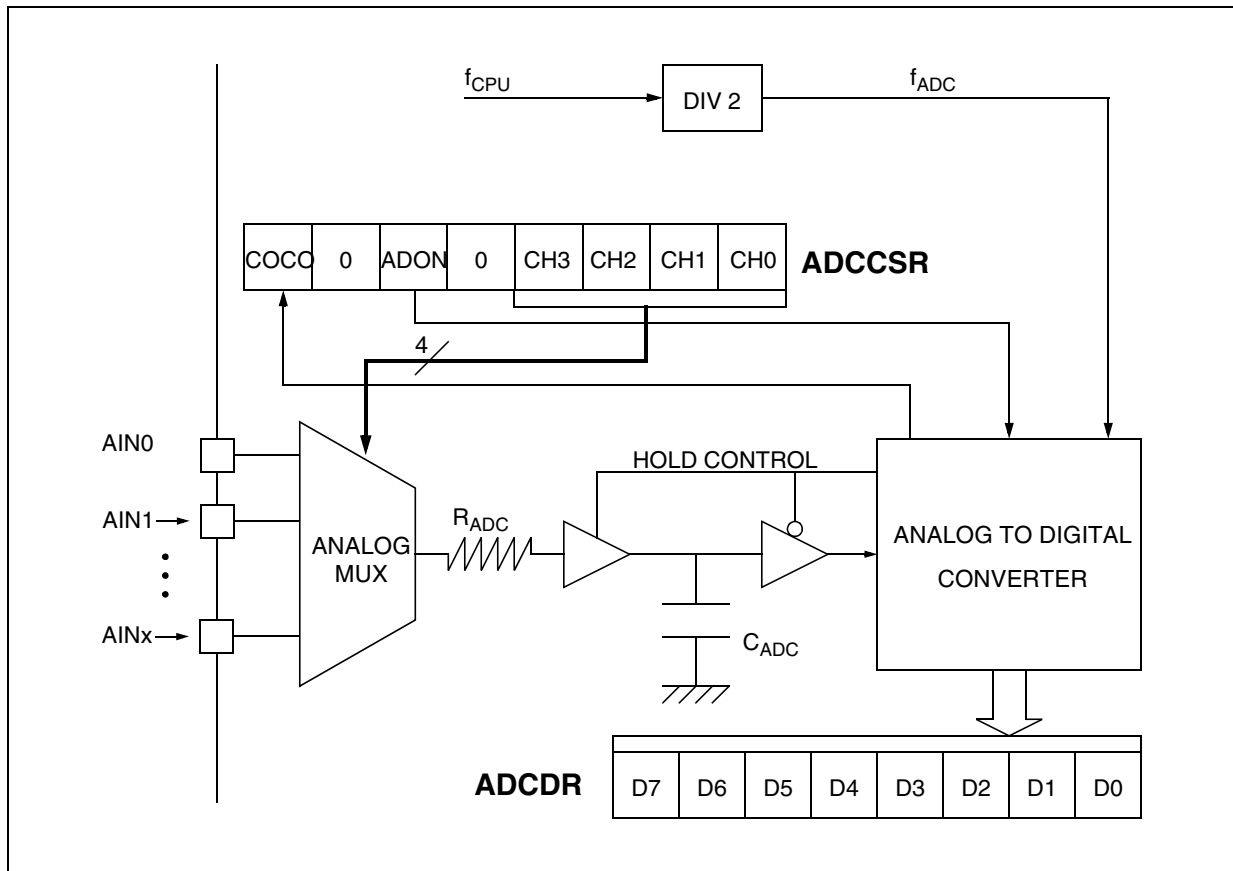 fCPU
DIV 2
fADC
COCO 0 ADON 0 CH3 CH2 CH1 CH0 ADCCSR
4
AIN0
HOLD CONTROL
AIN1
RADC
ANALOG
MUX
ANALOG TO DIGITAL
CONVERTER
AINx
CADC
ADCDR D7 D6 D5 D4 D3 D2 D1 D0